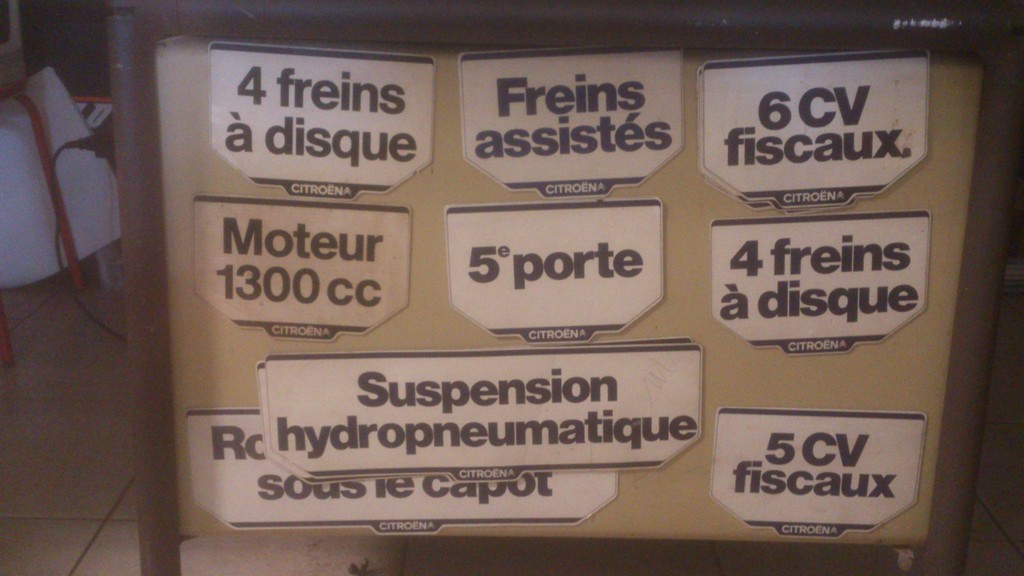 4 freins
à disque
CITROËN
Freins
assistés
CITROËN
6 CV
fiscaux.
CITROËN
Moteur
1300 cc
CITROËN
5e porte
CITROËN
4 freins
à disque
CITROËN
Suspension
hydropneumatique
CITROËN
Ro
sous le capot
CITROËN
5 CV
fiscaux
CITROËN